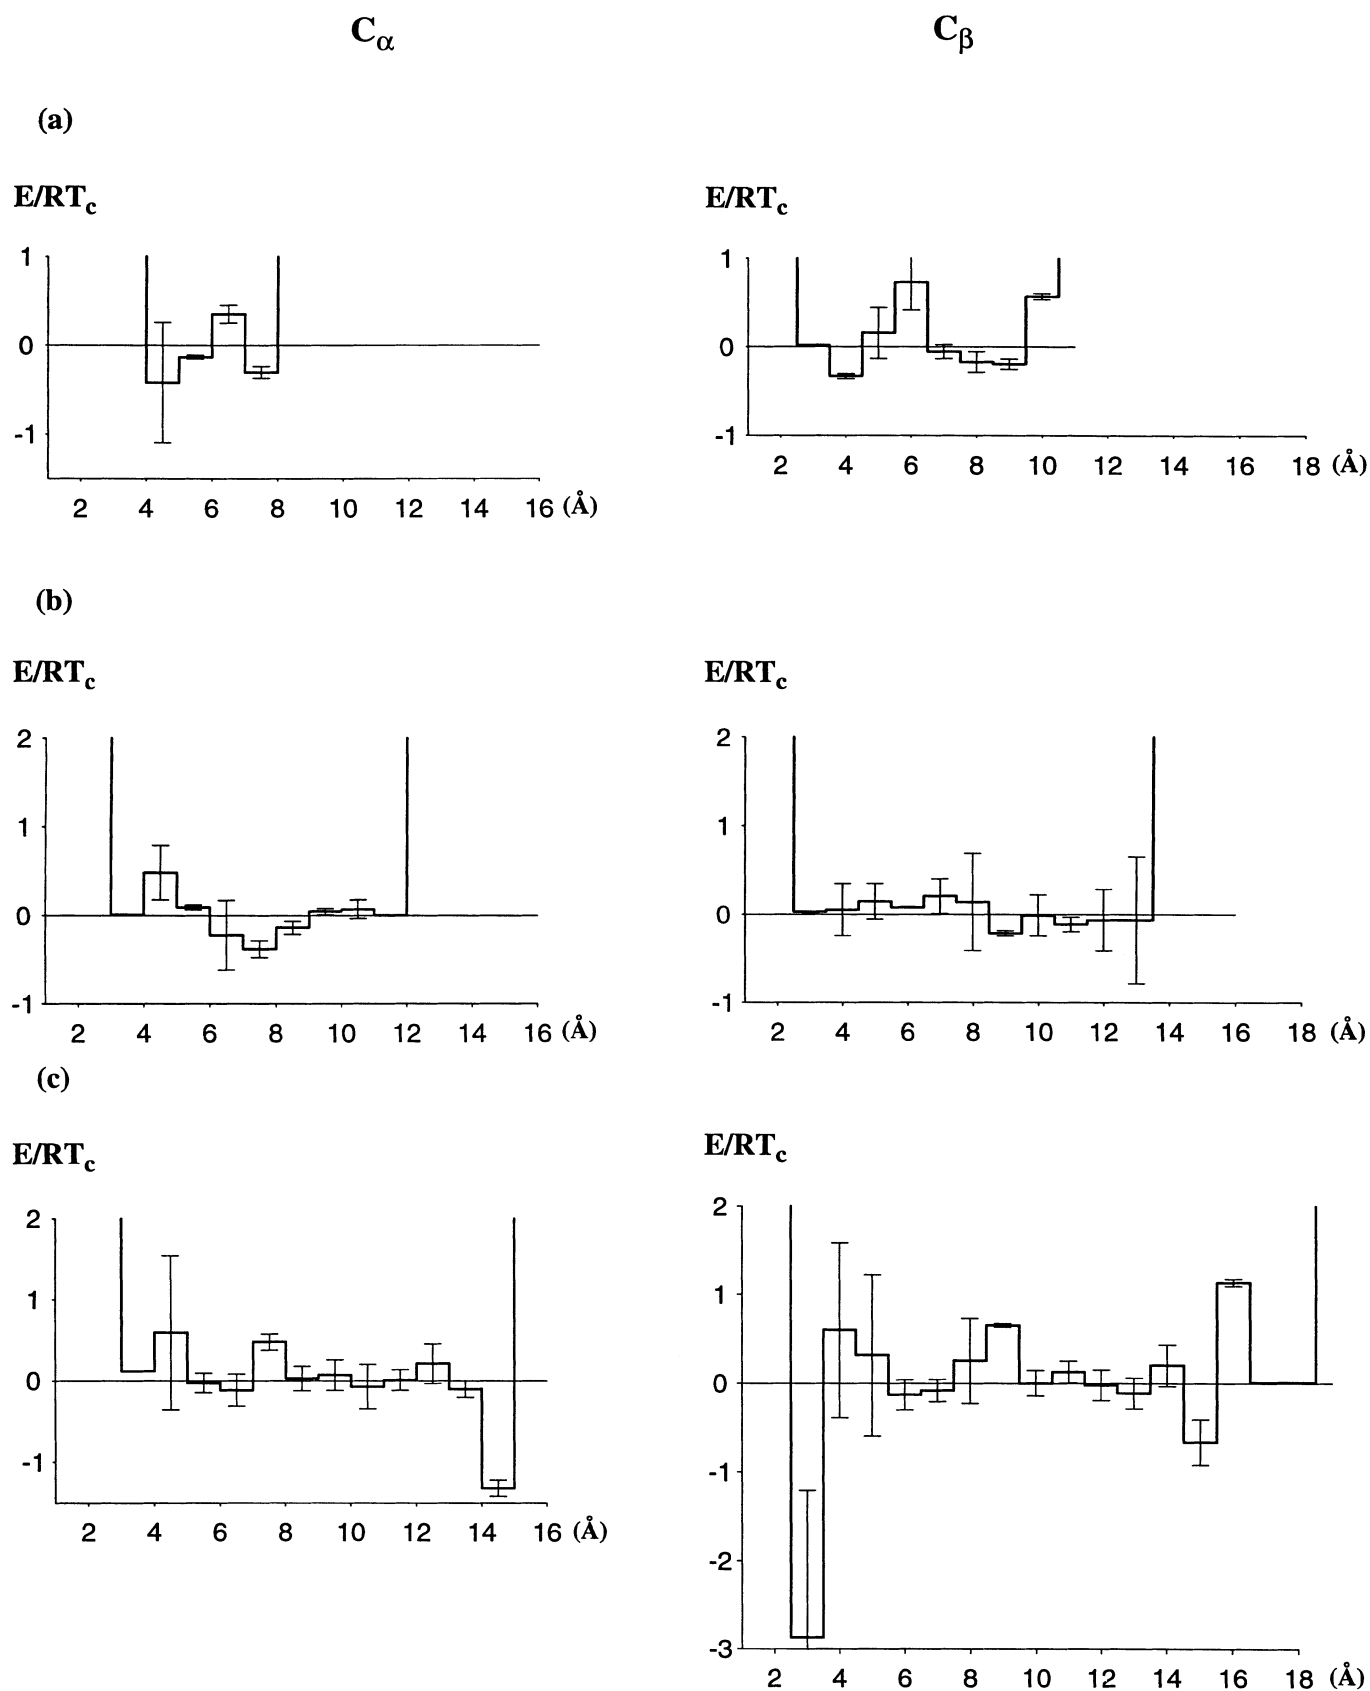 Cα Cβ
(a)
E/RTc E/RTc
1 1
0 0
-1 -1
2 4 6 8 10 12 14 16 18 (Å)
2 4 6 8 10 12 14 16 (Å)
(b)
E/RTc E/RTc
2 2
1 1
0 0
-1 -1
2 4 6 8 10 12 14 16 (Å) 2 4 6 8 10 12 14 16 18 (Å)
(c)
E/RTc E/RTc
2 2
1 1
0 0
-1 -1
2 4 6 8 10 12 14 16 (Å)
-2
-3
2 4 6 8 10 12 14 16 18 (Å)